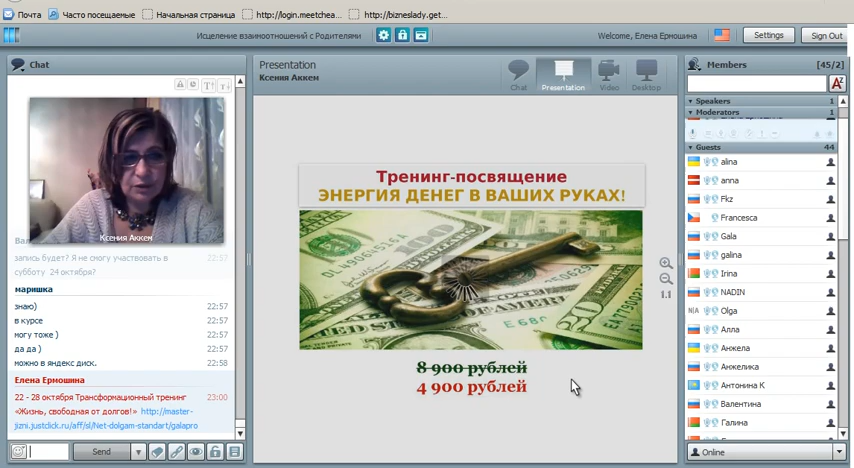 Почта
Часто посещаемые
Начальная страница
http://login.meetchea...
http://bizneslady.get...
Исцеление взаимоотношений с Родителями
Welcome, Елена Ермошина
Settings
Sign Out
Chat
Ксения Аккем
запись будет? Я не смогу участвовать в
субботу 24 октября?
22:57
маришка
знаю)
22:57
в курсе
22:57
могу тоже )
22:57
да да )
22:57
можно в яндекс диск.
22:58
Елена Ермошина
22 - 28 октября Трансформационный тренинг
23:00
«Жизнь, свободная от долгов!» http://master-
jizni.justclick.ru/aff/sl/Net-dolgam-standart/galapro
Send
Presentation
Ксения Аккем
Chat
Presentation
Video
Desktop
Тренинг-посвящение
ЭНЕРГИЯ ДЕНЕГ В ВАШИХ РУКАХ!
8 900 рублей
4 900 рублей
1:1
Members
[45/2]
Speakers
1
Moderators
1
Guests
44
alina
anna
Fkz
Francesca
Gala
galina
Irina
NADIN
N/A
Olga
Алла
Анжела
Анжелика
Антонина К
Валентина
Галина
Online